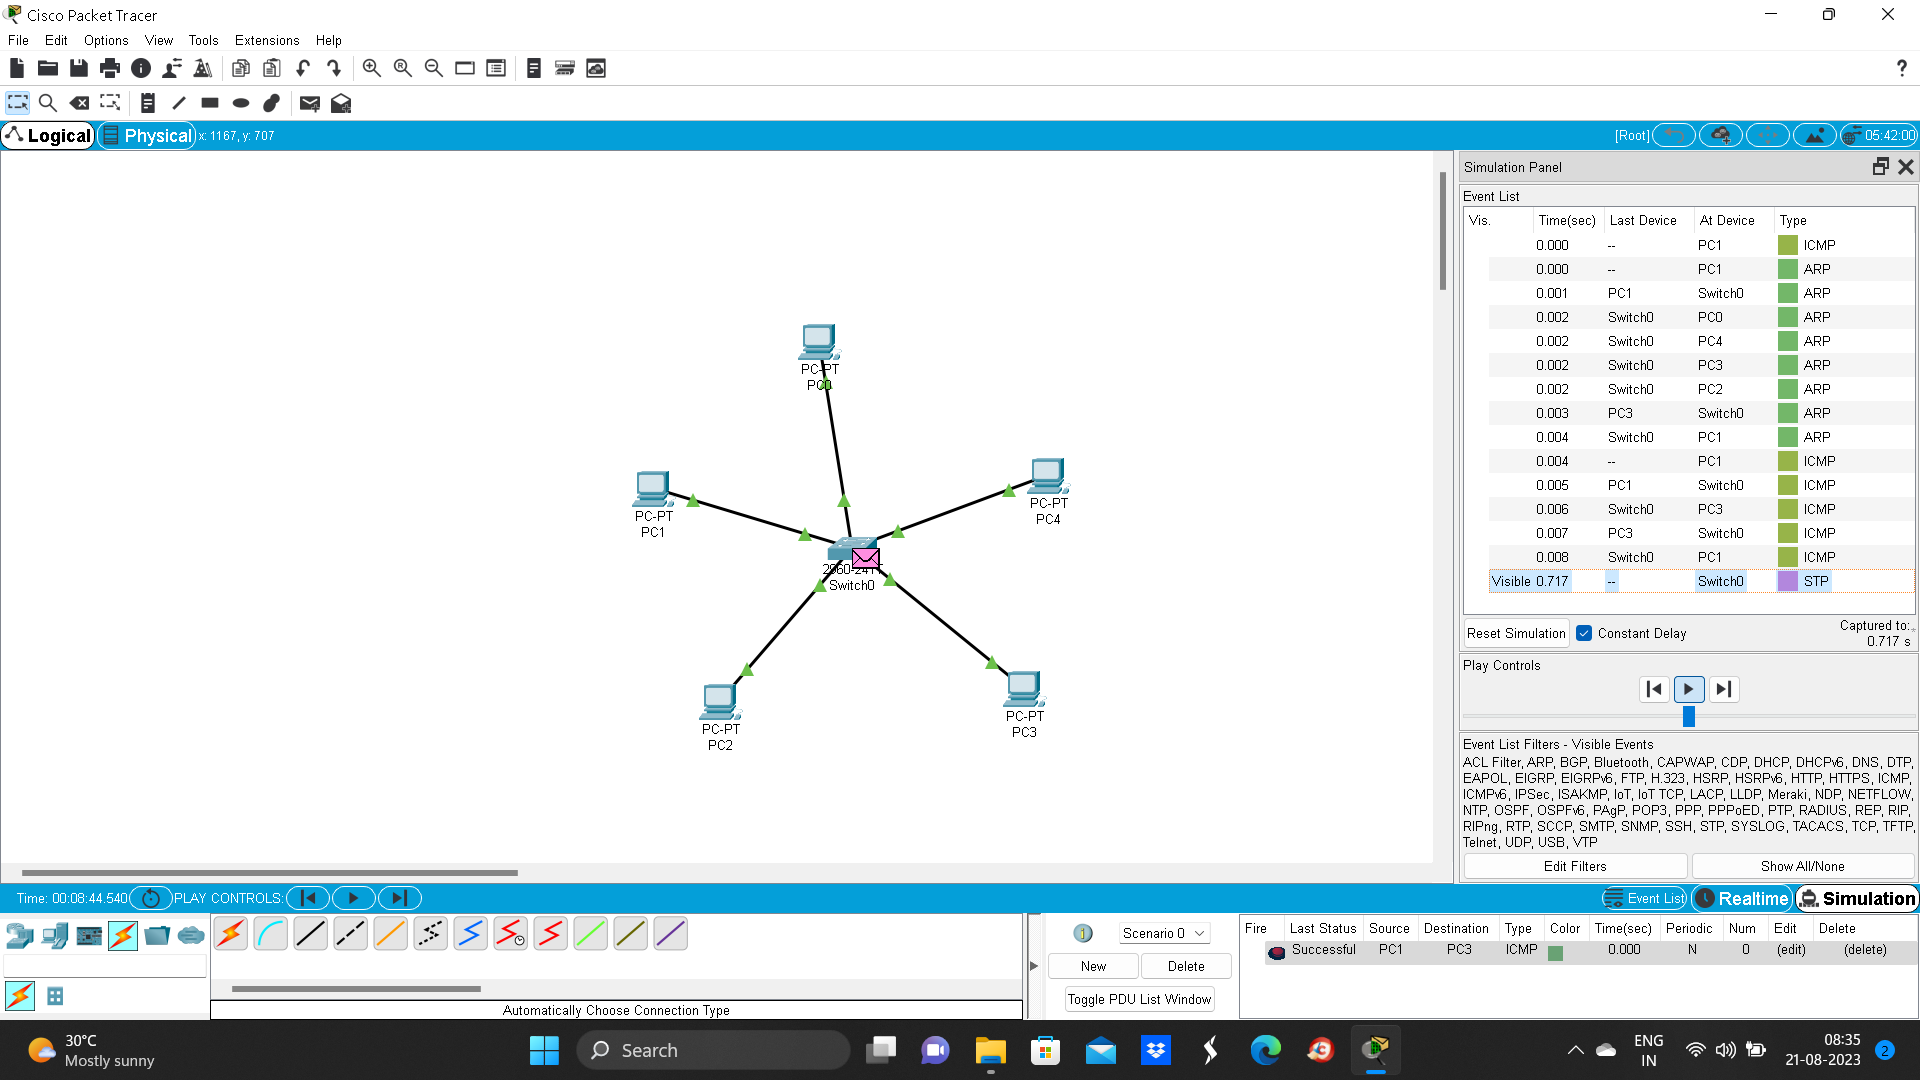 Cisco Packet Tracer
File Edit Options View Tools Extensions Help
?
Logical Physical x: 1167, y: 707 [Root] 05:42:00
Simulation Panel
Event List
Vis. Time(sec) Last Device At Device Type
0.000 -- PC1 ICMP
0.000 -- PC1 ARP
0.001 PC1 Switch0 ARP
0.002 Switch0 PC0 ARP
0.002 Switch0 PC4 ARP
0.002 Switch0 PC3 ARP
0.002 Switch0 PC2 ARP
0.003 PC3 Switch0 ARP
0.004 Switch0 PC1 ARP
0.004 -- PC1 ICMP
0.005 PC1 Switch0 ICMP
0.006 Switch0 PC3 ICMP
0.007 PC3 Switch0 ICMP
0.008 Switch0 PC1 ICMP
Visible 0.717 -- Switch0 STP
Reset Simulation Constant Delay Captured to:
0.717 s
Play Controls
Event List Filters - Visible Events
ACL Filter, ARP, BGP, Bluetooth, CAPWAP, CDP, DHCP, DHCPv6, DNS, DTP,
EAPOL, EIGRP, EIGRPv6, FTP, H.323, HSRP, HSRPv6, HTTP, HTTPS, ICMP,
ICMPv6, IPSec, ISAKMP, IoT, IoT TCP, LACP, LLDP, Meraki, NDP, NETFLOW,
NTP, OSPF, OSPFv6, PAgP, POP3, PPP, PPPoED, PTP, RADIUS, REP, RIP,
RIPng, RTP, SCCP, SMTP, SNMP, SSH, STP, SYSLOG, TACACS, TCP, TFTP,
Telnet, UDP, USB, VTP
Edit Filters Show All/None
PC-PT
PC0
PC-PT
PC1
PC-PT
PC4
2960-24TT
Switch0
PC-PT
PC2
PC-PT
PC3
Time: 00:08:44.540 PLAY CONTROLS: Event List Realtime Simulation
Automatically Choose Connection Type
1 Scenario 0
New Delete
Toggle PDU List Window
Fire Last Status Source Destination Type Color Time(sec) Periodic Num Edit Delete
Successful PC1 PC3 ICMP 0.000 N 0 (edit) (delete)
30°C
Mostly sunny
Search
ENG
IN
08:35
21-08-2023
2